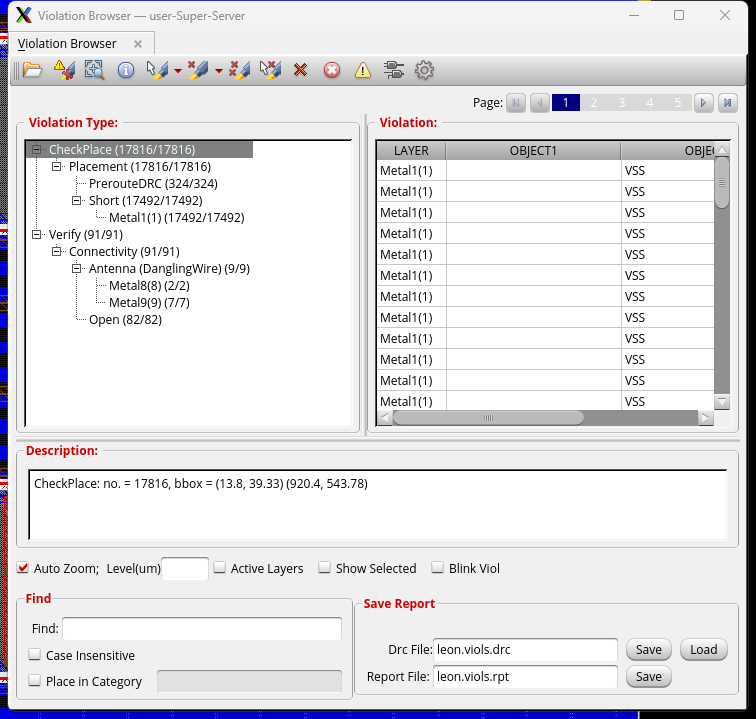 Violation Browser — user-Super-Server
Violation Browser
Page: 1 2 3 4 5
Violation Type:
CheckPlace (17816/17816)
Placement (17816/17816)
PrerouteDRC (324/324)
Short (17492/17492)
Metal1(1) (17492/17492)
Verify (91/91)
Connectivity (91/91)
Antenna (DanglingWire) (9/9)
Metal8(8) (2/2)
Metal9(9) (7/7)
Open (82/82)
Violation:
LAYER OBJECT1 OBJE
Metal1(1) VSS
Metal1(1) VSS
Metal1(1) VSS
Metal1(1) VSS
Metal1(1) VSS
Metal1(1) VSS
Metal1(1) VSS
Metal1(1) VSS
Metal1(1) VSS
Metal1(1) VSS
Metal1(1) VSS
Metal1(1) VSS
Description:
CheckPlace: no. = 17816, bbox = (13.8, 39.33) (920.4, 543.78)
Auto Zoom; Level(um) Active Layers Show Selected Blink Viol
Find
Find:
Case Insensitive
Place in Category
Save Report
Drc File: leon.viols.drc Save Load
Report File: leon.viols.rpt Save